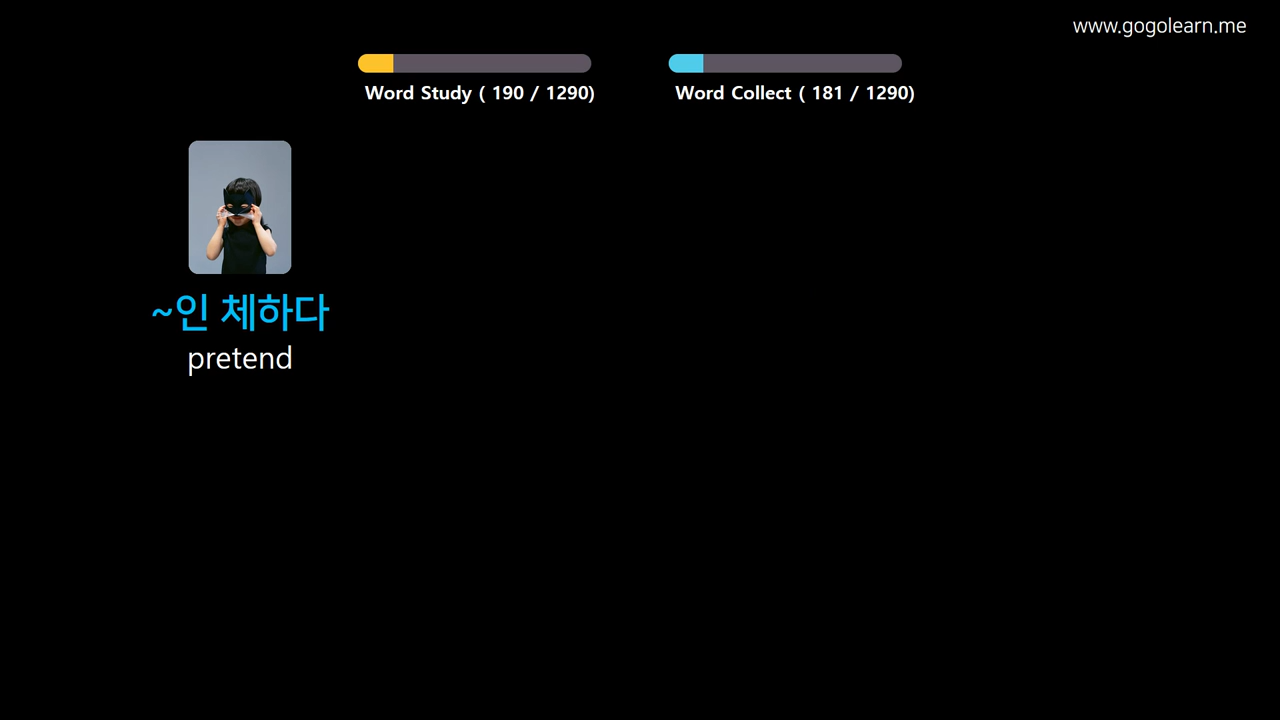 www.gogolearn.me
Word Study ( 190 / 1290)
Word Collect ( 181 / 1290)
~인 체하다
pretend